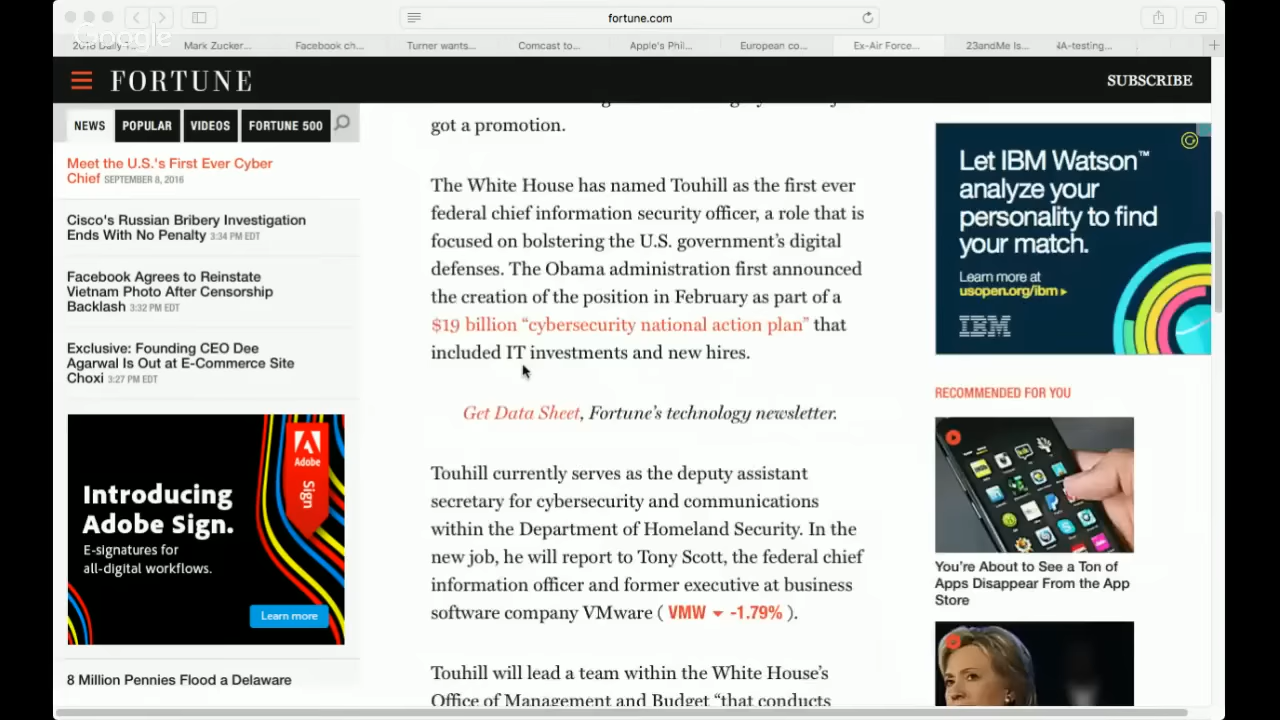 fortune.com
Google
2016 Daily T...
Mark Zucker...
Facebook ch...
Turner wants...
Comcast to...
Apple's Phil...
European co...
Ex-Air Force...
23andMe Is...
IA-testing...
FORTUNE
SUBSCRIBE
NEWS
POPULAR
VIDEOS
FORTUNE 500
Meet the U.S.'s First Ever Cyber
Chief SEPTEMBER 8, 2016
Cisco's Russian Bribery Investigation
Ends With No Penalty 3:34 PM EDT
Facebook Agrees to Reinstate
Vietnam Photo After Censorship
Backlash 3:32 PM EDT
Exclusive: Founding CEO Dee
Agarwal Is Out at E-Commerce Site
Choxi 3:27 PM EDT
Adobe
Sign
Introducing
Adobe Sign.
E-signatures for
all-digital workflows.
Learn more
8 Million Pennies Flood a Delaware
got a promotion.
The White House has named Touhill as the first ever
federal chief information security officer, a role that is
focused on bolstering the U.S. government's digital
defenses. The Obama administration first announced
the creation of the position in February as part of a
$19 billion “cybersecurity national action plan” that
included IT investments and new hires.
Get Data Sheet, Fortune's technology newsletter.
Touhill currently serves as the deputy assistant
secretary for cybersecurity and communications
within the Department of Homeland Security. In the
new job, he will report to Tony Scott, the federal chief
information officer and former executive at business
software company VMware ( VMW -1.79% ).
Touhill will lead a team within the White House's
Office of Management and Budget “that conducts
Let IBM Watson™
analyze your
personality to find
your match.
Learn more at
usopen.org/ibm
IBM
RECOMMENDED FOR YOU
You're About to See a Ton of
Apps Disappear From the App
Store